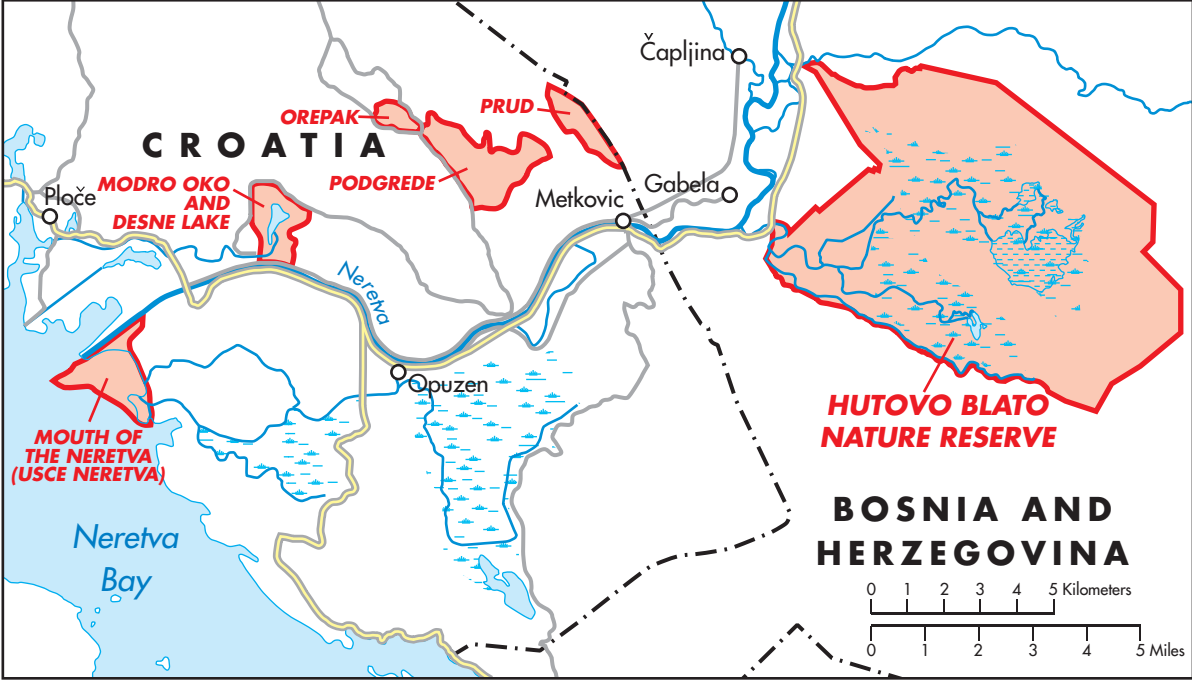 Čapljina
PRUD
OREPAK
CROATIA
PODGREDE
MODRO OKO
AND
DESNE LAKE
Ploče
Gabela
Metkovic
Neretva
Opuzen
HUTOVO BLATO
NATURE RESERVE
MOUTH OF
THE NERETVA
(USCE NERETVA)
Neretva
Bay
BOSNIA AND
HERZEGOVINA
0 1 2 3 4 5 Kilometers
0 1 2 3 4 5 Miles